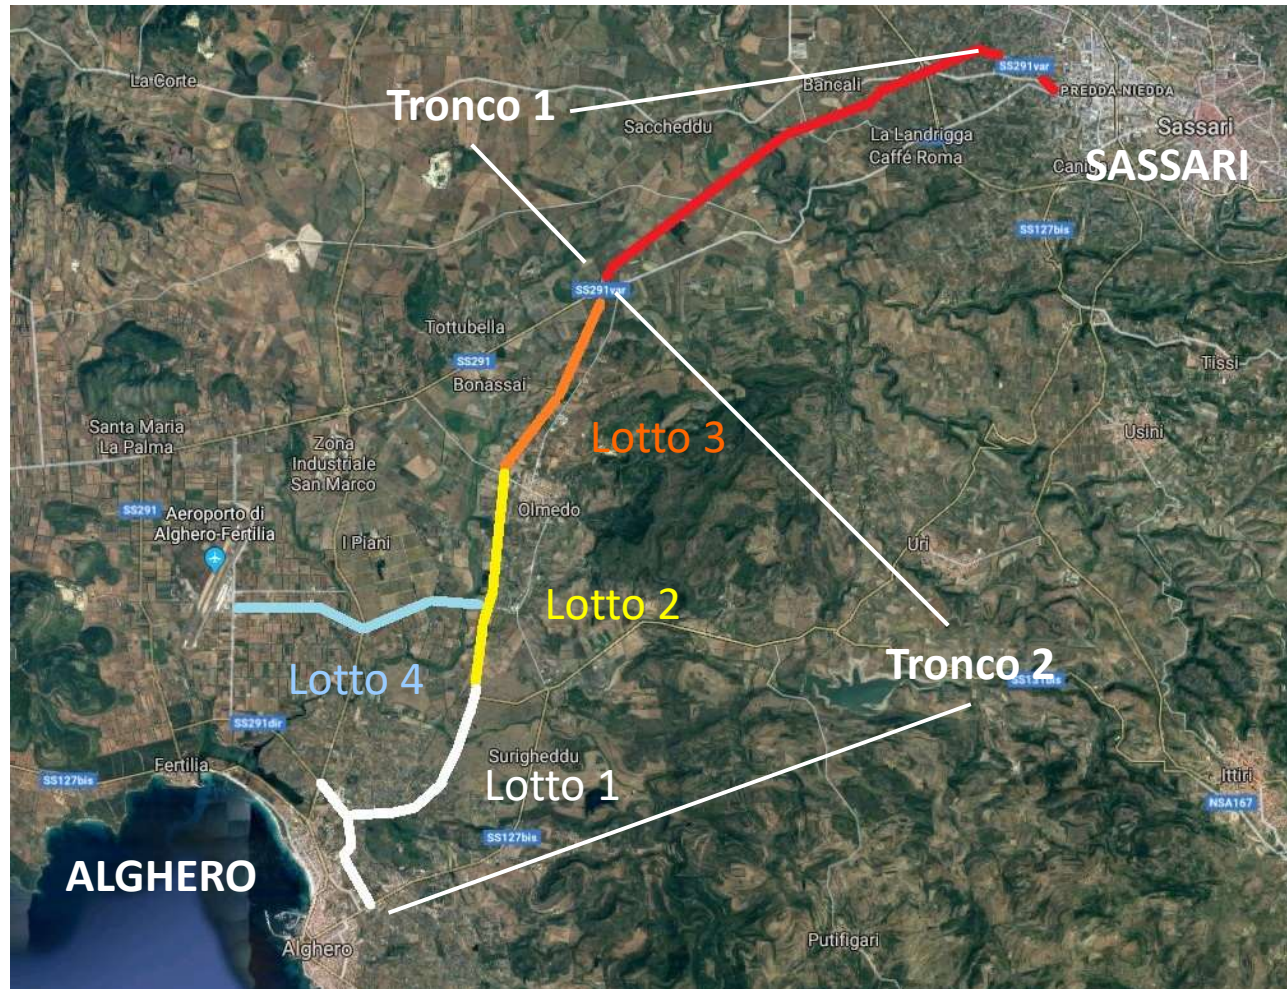 La Corte
Tronco 1
Bancali
SS291var
PREDDA NIEDDA
Saccheddu
La Landrigga
Caffé Roma
Sassari
SASSARI
SS127bis
SS291var
Tottubella
SS291
Bonassai
Tissi
Santa Maria
La Palma
Zona
Industriale
San Marco
Lotto 3
Usini
SS291
Aeroporto di
Alghero-Fertilia
Olmedo
I Piani
Uri
Lotto 2
Lotto 4
Tronco 2
SS291dir
Fertilia
SS127bis
Surigheddu
Lotto 1
Ittiri
NSA167
SS127bis
ALGHERO
Alghero
Putifigari